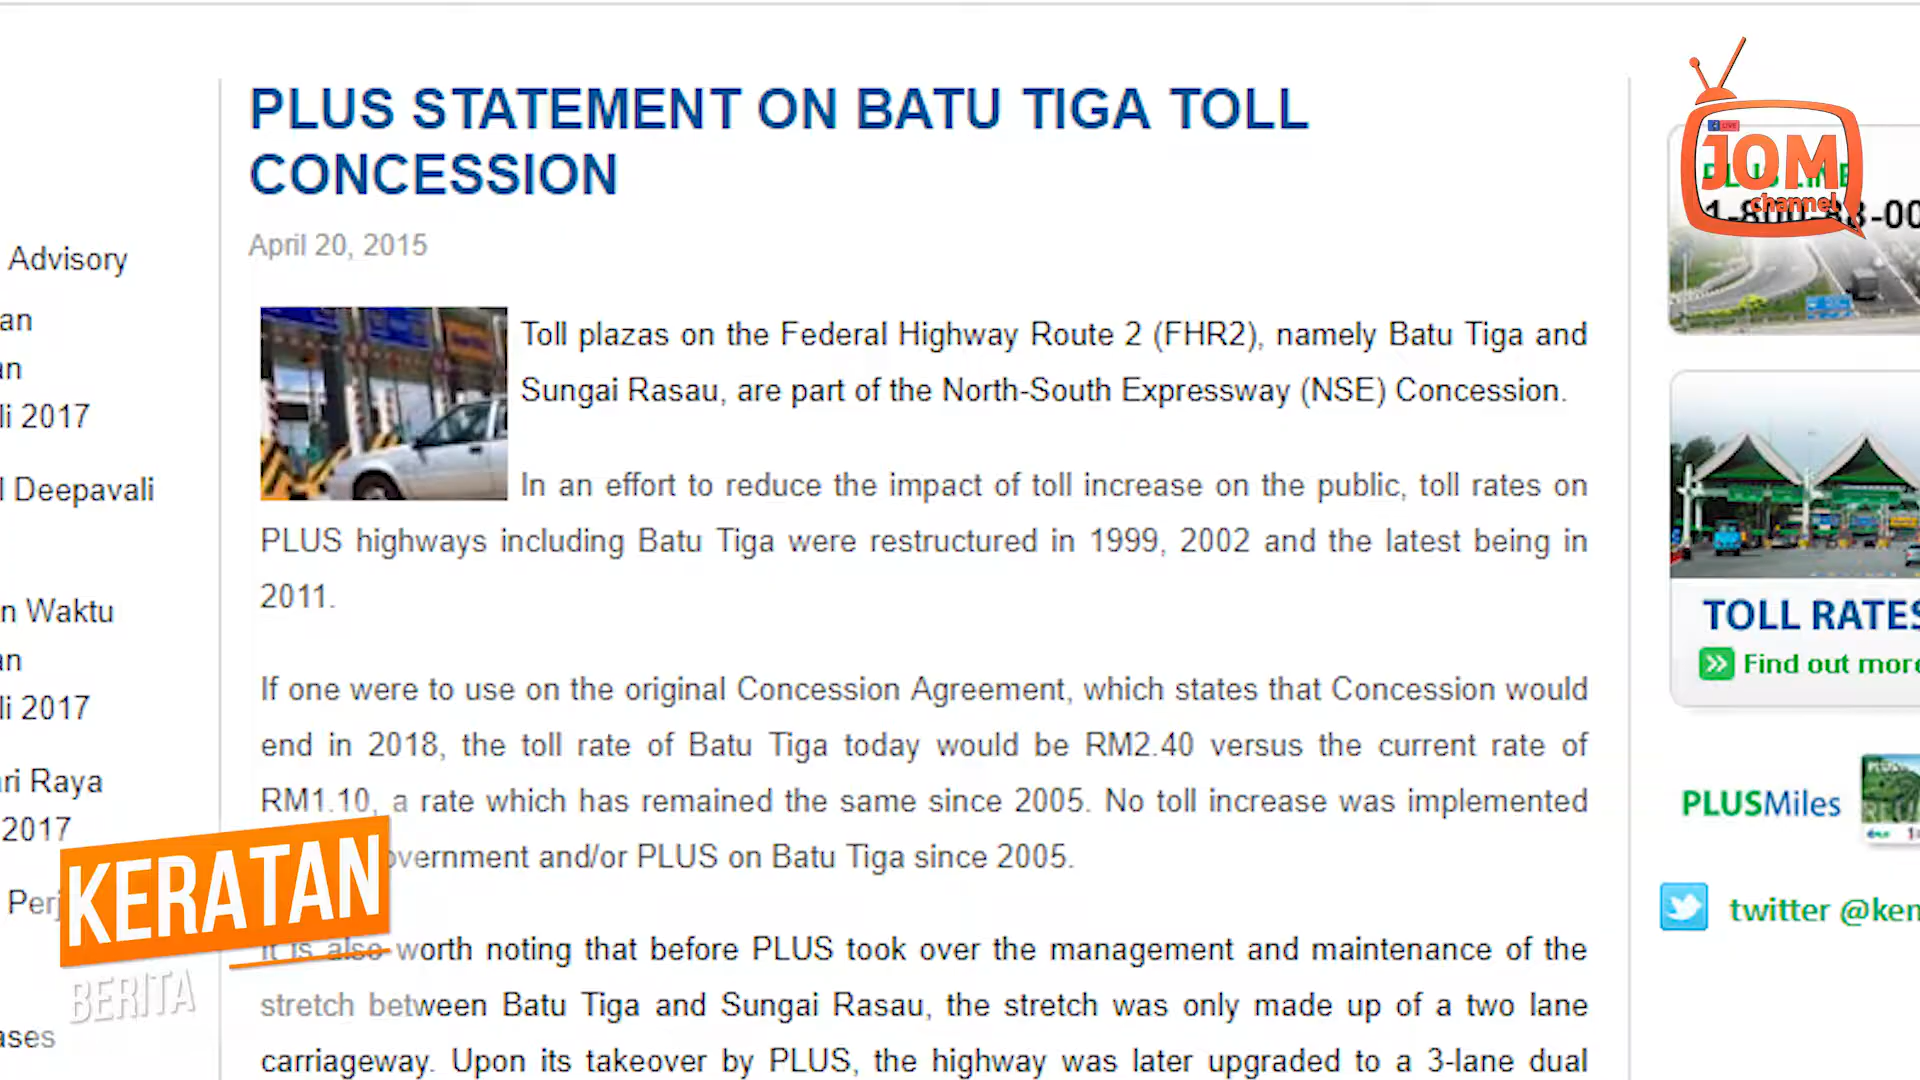 PLUS STATEMENT ON BATU TIGA TOLL
CONCESSION
April 20, 2015
Toll plazas on the Federal Highway Route 2 (FHR2), namely Batu Tiga and
Sungai Rasau, are part of the North-South Expressway (NSE) Concession.
In an effort to reduce the impact of toll increase on the public, toll rates on
PLUS highways including Batu Tiga were restructured in 1999, 2002 and the latest being in
2011.
If one were to use on the original Concession Agreement, which states that Concession would
end in 2018, the toll rate of Batu Tiga today would be RM2.40 versus the current rate of
RM1.10, a rate which has remained the same since 2005. No toll increase was implemented
vernment and/or PLUS on Batu Tiga since 2005.
It is also worth noting that before PLUS took over the management and maintenance of the
stretch between Batu Tiga and Sungai Rasau, the stretch was only made up of a two lane
carriageway. Upon its takeover by PLUS, the highway was later upgraded to a 3-lane dual
Advisory
an
an
li 2017
l Deepavali
n Waktu
an
li 2017
ari Raya
2017
Perj
ases
KERATAN
BERITA
LIVE
JOM
channel
TOLL RATES
Find out more
PLUSMiles
twitter @ken